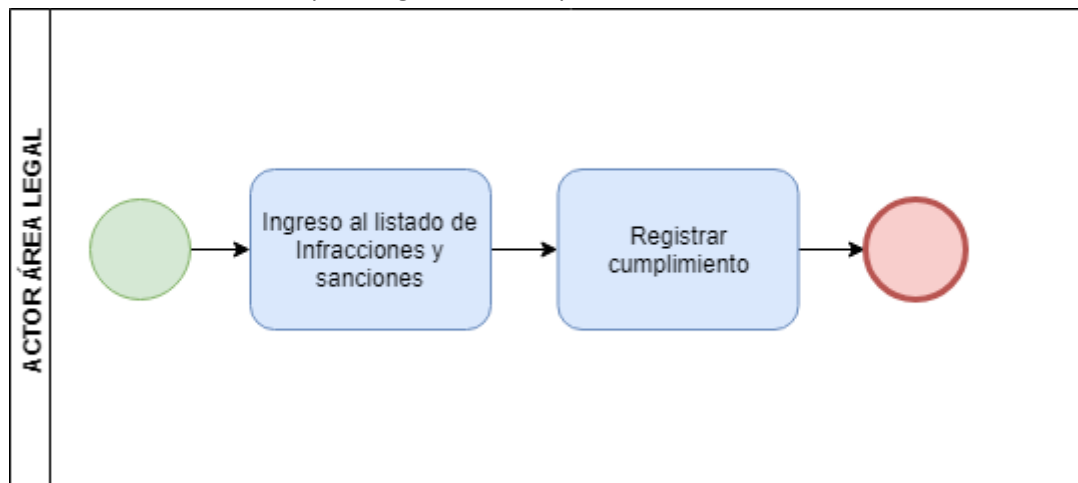 ACTOR ÁREA LEGAL
Ingreso al listado de
Infracciones y
sanciones
Registrar
cumplimiento